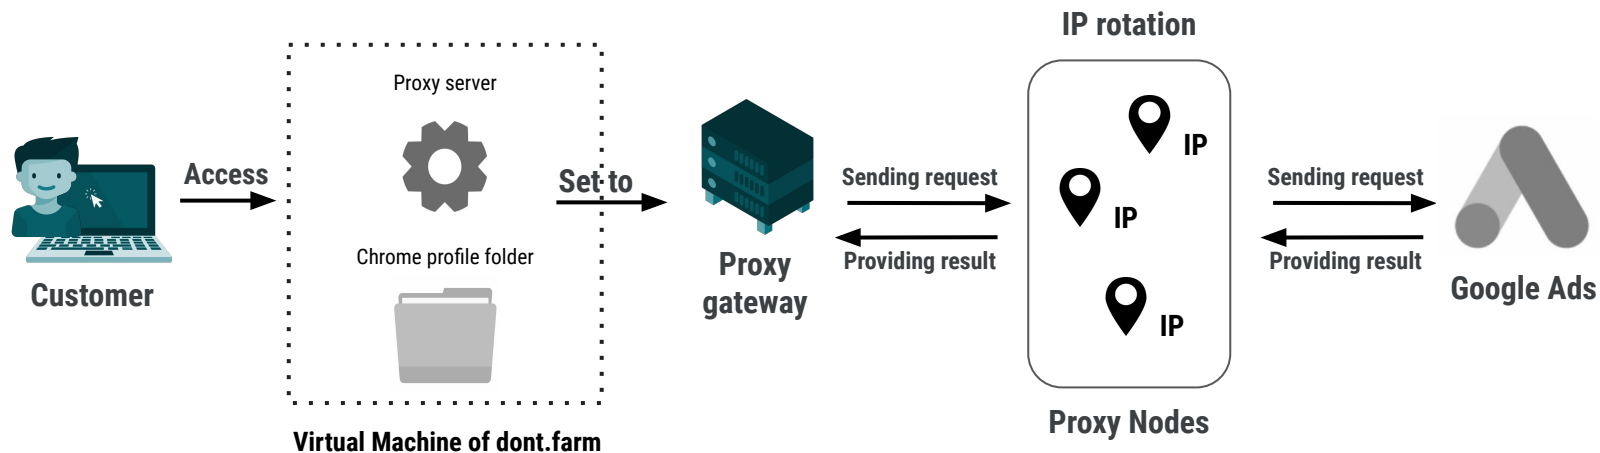 IP rotation
Proxy server
IP
Access
Set to
Sending request
Sending request
IP
Chrome profile folder
Proxy
gateway
Providing result
Providing result
Customer
Google Ads
IP
Proxy Nodes
Virtual Machine of dont.farm